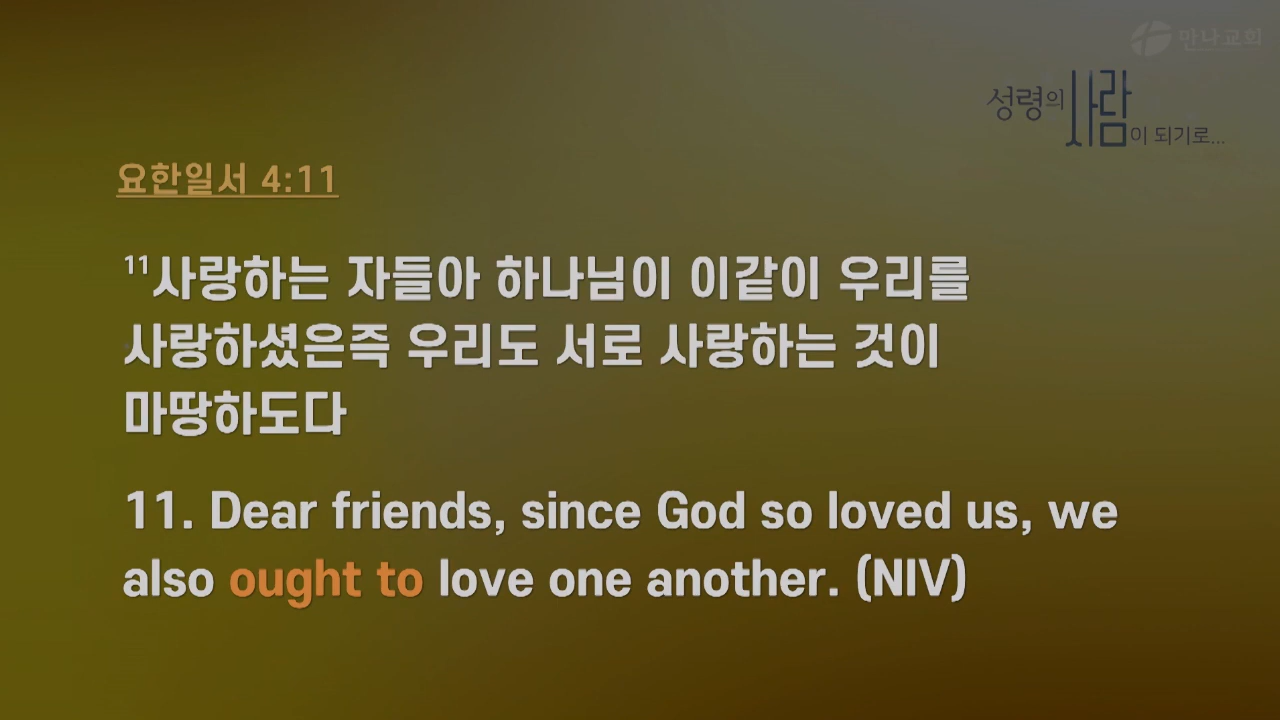 만나교회
성령의 사람이 되기로...
요한일서 4:11
11사랑하는 자들아 하나님이 이같이 우리를
사랑하셨은즉 우리도 서로 사랑하는 것이
마땅하도다
11. Dear friends, since God so loved us, we
also ought to love one another. (NIV)